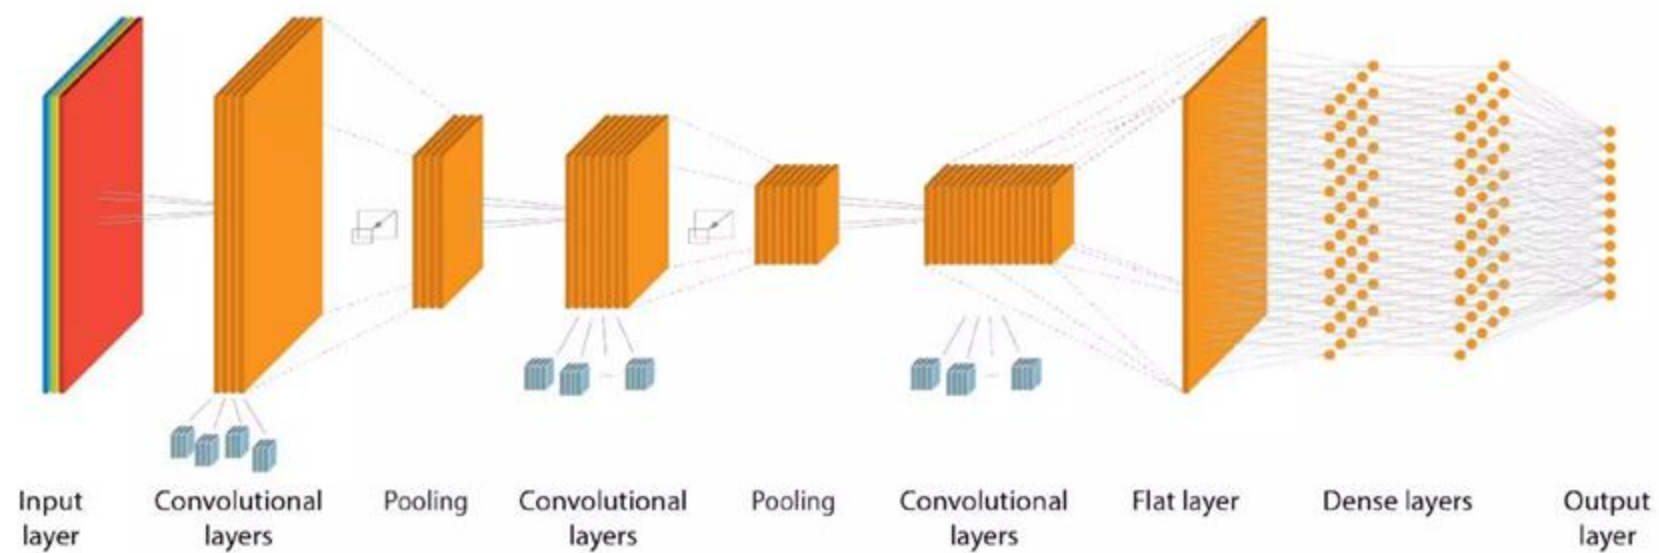 Input
layer
Convolutional
layers
Pooling
Convolutional
layers
Pooling
Convolutional
layers
Flat layer
Dense layers
Output
layer